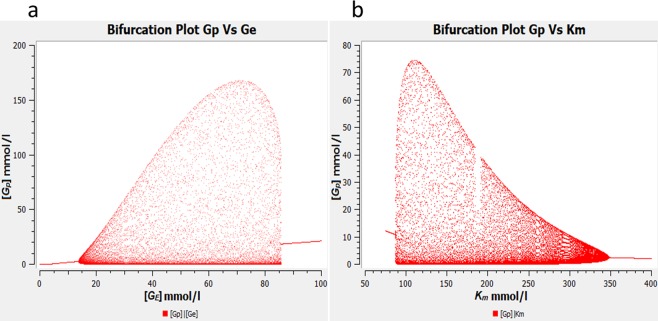 a
Bifurcation Plot Gp Vs Ge
[Gp] mmol/l
200
150
100
50
0
0 20 40 60 80 100
[GE] mmol/l
[Gp]|[Ge]
b
Bifurcation Plot Gp Vs Km
[Gp] mmol/l
80
70
60
50
40
30
20
10
0
50 100 150 200 250 300 350 400
Km mmol/l
[Gp]|Km